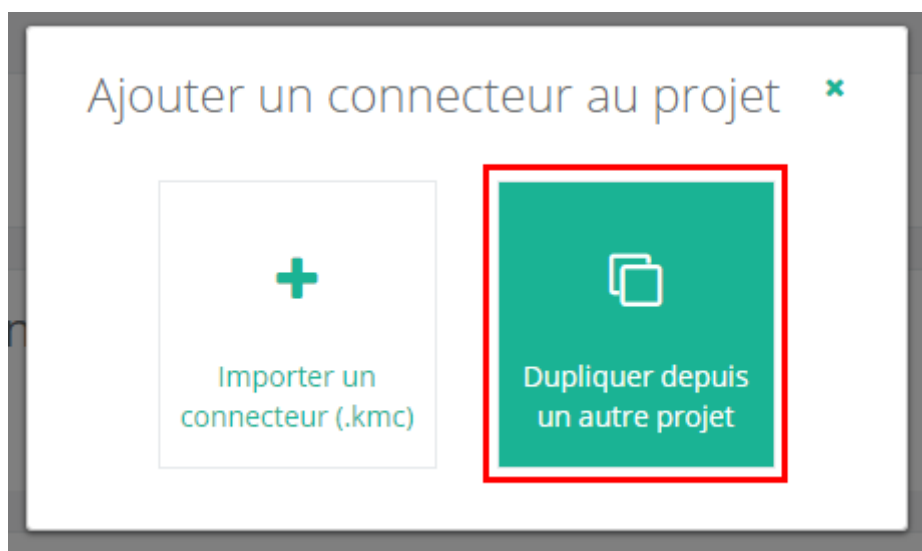 Ajouter un connecteur au projet
Importer un
connecteur (.kmc)
Dupliquer depuis
un autre projet